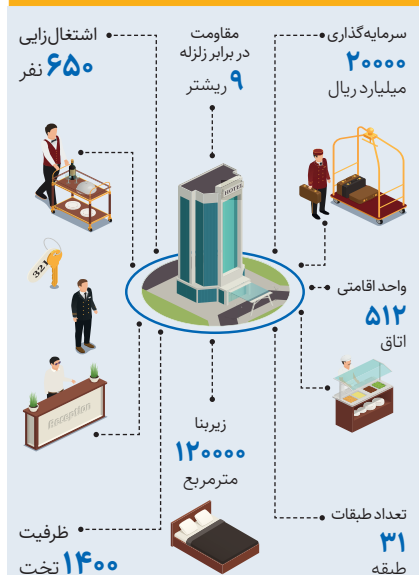 سرمایه‌گذاری
۲۰۰۰۰
میلیارد ریال
مقاومت
در برابر زلزله
۹ ریشتر
اشتغال‌زایی
۶۵۰ نفر
HOTEL
321
واحد اقامتی
۵۱۲
اتاق
Reception
زیربنا
۱۲۰۰۰۰
مترمربع
تعداد طبقات
۳۱
طبقه
ظرفیت
۱۴۰۰ تخت